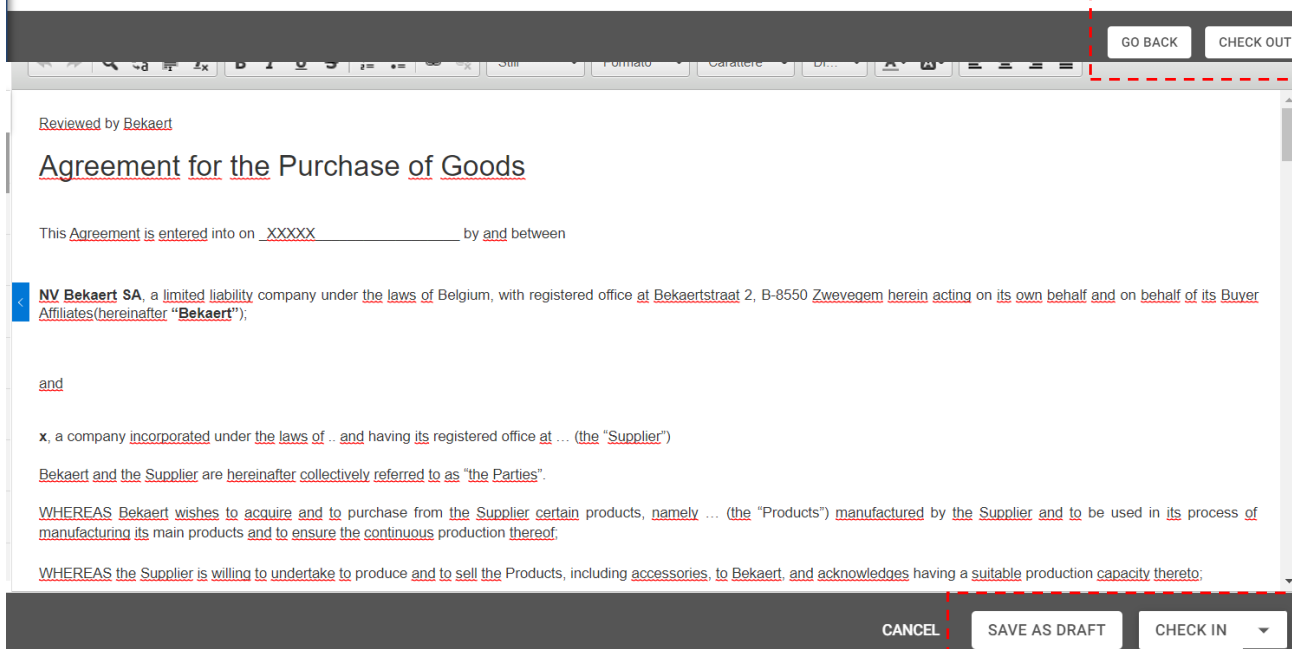 GO BACK CHECK OUT
B I U S Stili Formato Carattere Di... A A
Reviewed by Bekaert
Agreement for the Purchase of Goods
This Agreement is entered into on _XXXXX__________________ by and between
NV Bekaert SA, a limited liability company under the laws of Belgium, with registered office at Bekaertstraat 2, B-8550 Zwevegem herein acting on its own behalf and on behalf of its Buyer
Affiliates(hereinafter “Bekaert”);
and
x, a company incorporated under the laws of .. and having its registered office at … (the “Supplier”)
Bekaert and the Supplier are hereinafter collectively referred to as “the Parties”.
WHEREAS Bekaert wishes to acquire and to purchase from the Supplier certain products, namely … (the “Products”) manufactured by the Supplier and to be used in its process of
manufacturing its main products and to ensure the continuous production thereof;
WHEREAS the Supplier is willing to undertake to produce and to sell the Products, including accessories, to Bekaert, and acknowledges having a suitable production capacity thereto;
CANCEL SAVE AS DRAFT CHECK IN